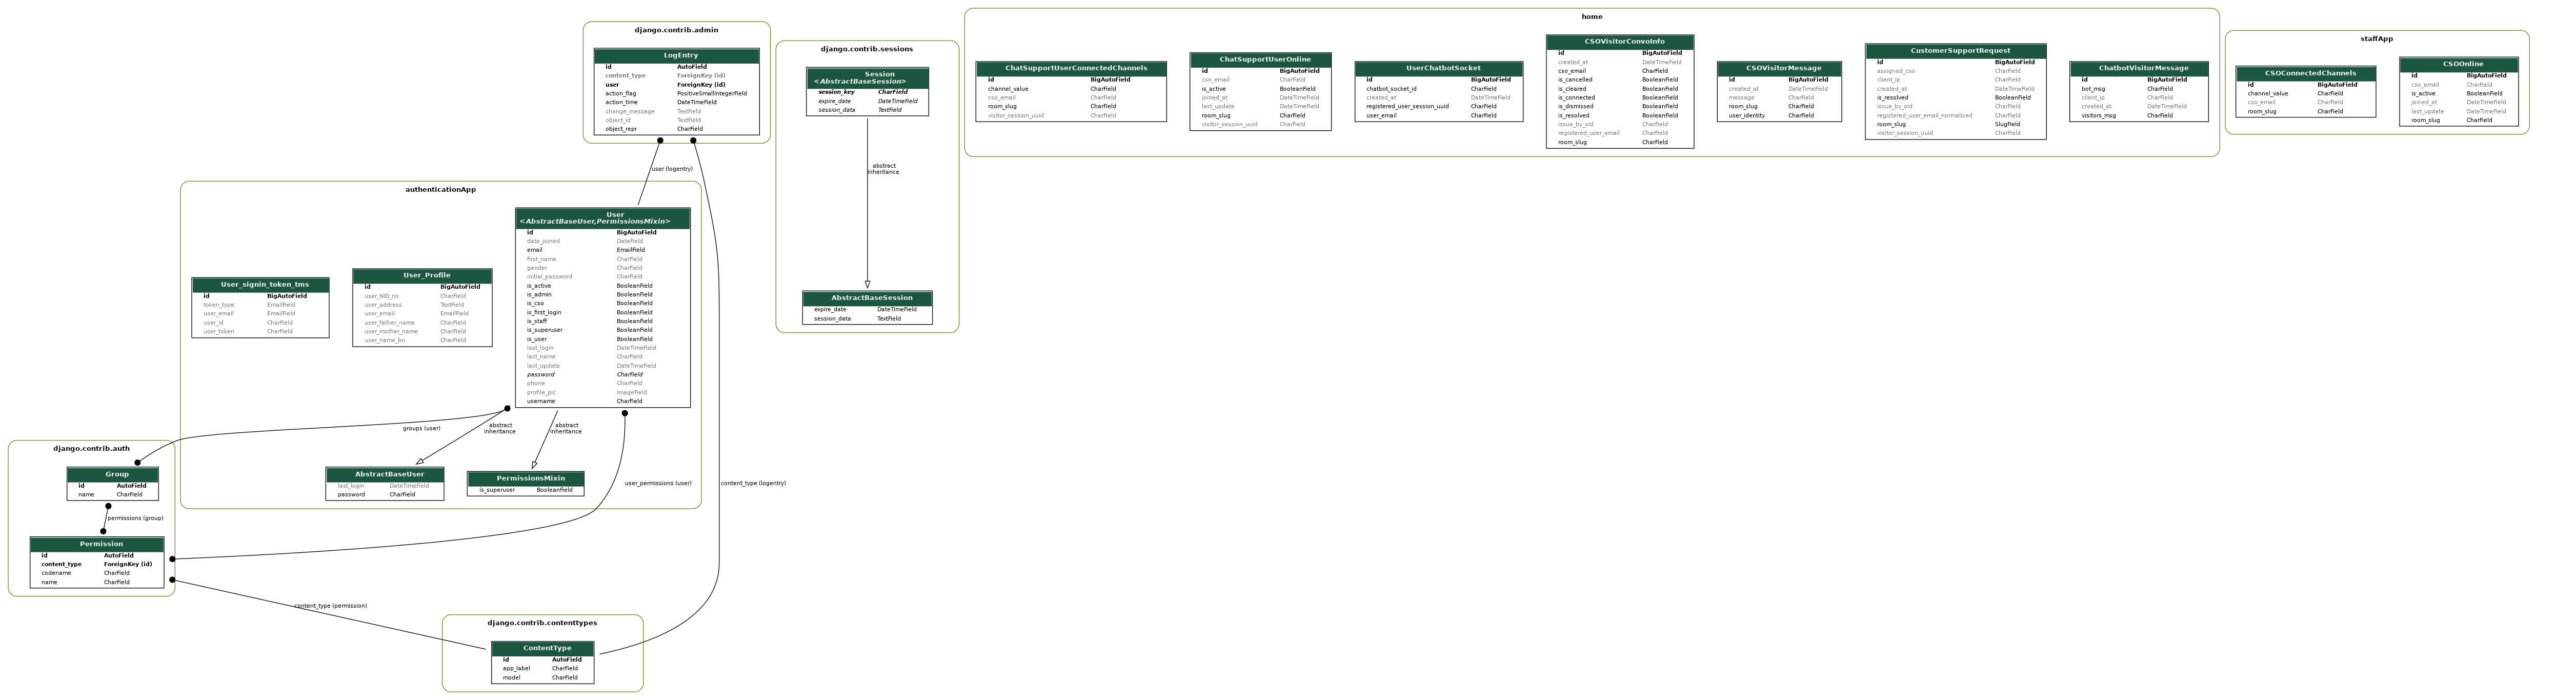 django.contrib.admin
LogEntry
id AutoField
content_type ForeignKey (id)
user ForeignKey (id)
action_flag PositiveSmallIntegerField
action_time DateTimeField
change_message TextField
object_id TextField
object_repr CharField
django.contrib.sessions
Session
<AbstractBaseSession>
session_key CharField
expire_date DateTimeField
session_data TextField
abstract
inheritance
AbstractBaseSession
expire_date DateTimeField
session_data TextField
home
ChatSupportUserConnectedChannels
id BigAutoField
channel_value CharField
cso_email CharField
room_slug CharField
visitor_session_uuid CharField
ChatSupportUserOnline
id BigAutoField
cso_email CharField
is_active BooleanField
joined_at DateTimeField
last_update DateTimeField
room_slug CharField
visitor_session_uuid CharField
UserChatbotSocket
id BigAutoField
chatbot_socket_id CharField
created_at DateTimeField
registered_user_session_uuid CharField
user_email CharField
CSOVisitorConvoInfo
id BigAutoField
created_at DateTimeField
cso_email CharField
is_cancelled BooleanField
is_cleared BooleanField
is_connected BooleanField
is_dismissed BooleanField
is_resolved BooleanField
issue_by_oid CharField
registered_user_email CharField
room_slug CharField
CSOVisitorMessage
id BigAutoField
created_at DateTimeField
message CharField
room_slug CharField
user_identity CharField
CustomerSupportRequest
id BigAutoField
assigned_cso CharField
client_ip CharField
created_at DateTimeField
is_resolved BooleanField
issue_by_oid CharField
registered_user_email_normalized CharField
room_slug SlugField
visitor_session_uuid CharField
ChatbotVisitorMessage
id BigAutoField
bot_msg CharField
client_ip CharField
created_at DateTimeField
visitors_msg CharField
staffApp
CSOConnectedChannels
id BigAutoField
channel_value CharField
cso_email CharField
room_slug CharField
CSOOnline
id BigAutoField
cso_email CharField
is_active BooleanField
joined_at DateTimeField
last_update DateTimeField
room_slug CharField
user (logentry)
authenticationApp
User_signin_token_tms
id BigAutoField
token_type EmailField
user_email EmailField
user_id CharField
user_token CharField
User_Profile
id BigAutoField
user_NID_no CharField
user_address TextField
user_email EmailField
user_father_name CharField
user_mother_name CharField
user_name_bn CharField
User
<AbstractBaseUser,PermissionsMixin>
id BigAutoField
date_joined DateField
email EmailField
first_name CharField
gender CharField
initial_password CharField
is_active BooleanField
is_admin BooleanField
is_cso BooleanField
is_first_login BooleanField
is_staff BooleanField
is_superuser BooleanField
is_user BooleanField
last_login DateTimeField
last_name CharField
last_update DateTimeField
password CharField
phone CharField
profile_pic ImageField
username CharField
groups (user)
abstract
inheritance
abstract
inheritance
AbstractBaseUser
last_login DateTimeField
password CharField
PermissionsMixin
is_superuser BooleanField
user_permissions (user)
content_type (logentry)
django.contrib.auth
Group
id AutoField
name CharField
permissions (group)
Permission
id AutoField
content_type ForeignKey (id)
codename CharField
name CharField
content_type (permission)
django.contrib.contenttypes
ContentType
id AutoField
app_label CharField
model CharField